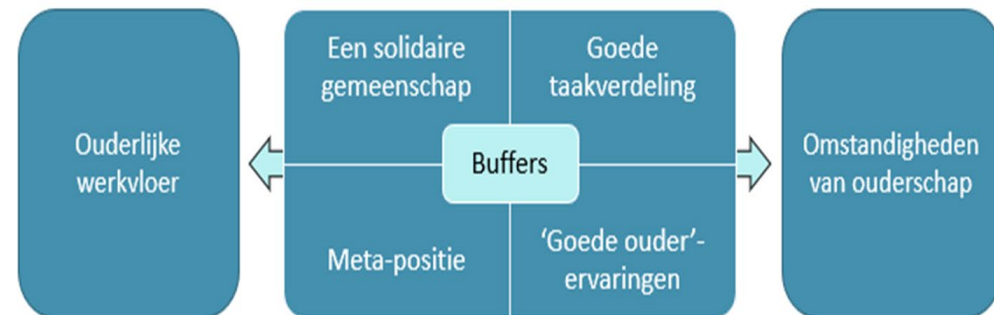 Ouderlijke
werkvloer
Een solidaire
gemeenschap
Goede
taakverdeling
Buffers
Meta-positie
‘Goede ouder’-
ervaringen
Omstandigheden
van ouderschap